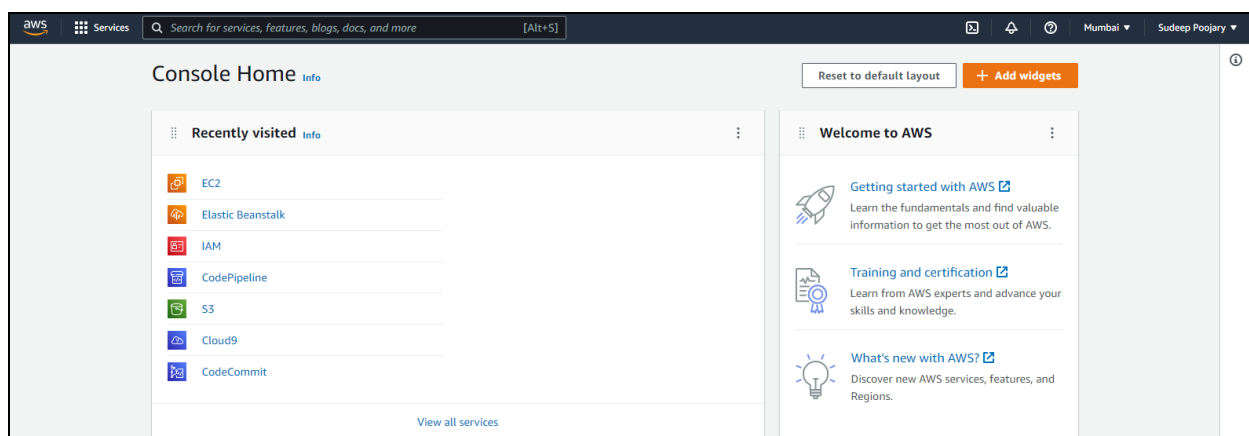 aws
Services
Search for services, features, blogs, docs, and more [Alt+S]
Mumbai ▼
Sudeep Poojary ▼
Console Home Info
Reset to default layout
+ Add widgets
Recently visited Info
EC2
Elastic Beanstalk
IAM
CodePipeline
S3
Cloud9
CodeCommit
View all services
Welcome to AWS
Getting started with AWS
Learn the fundamentals and find valuable
information to get the most out of AWS.
Training and certification
Learn from AWS experts and advance your
skills and knowledge.
What's new with AWS?
Discover new AWS services, features, and
Regions.